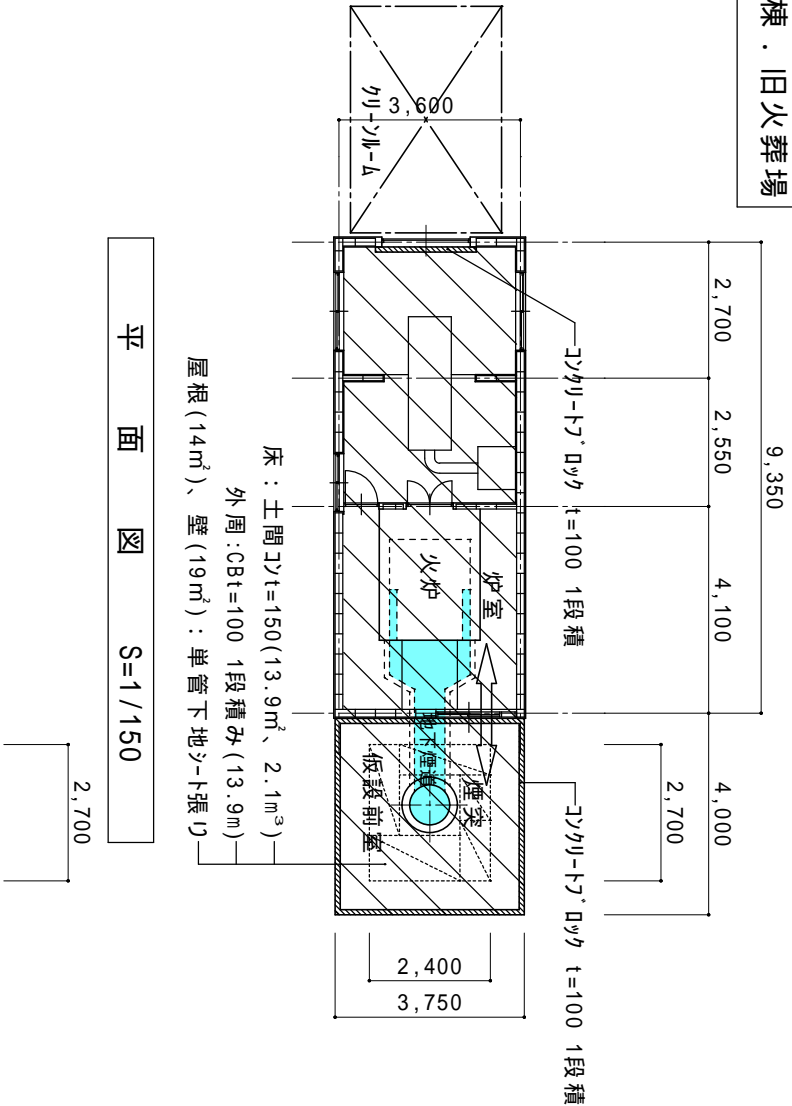 棟．旧火葬場
3,600
クリーンルーム
2,700
2,550
4,100
9,350
4,000
2,700
コンクリートブロック t=100 1段積
コンクリートブロック t=100 1段積
炉室
火炉
地下煙道
煙突
仮設前室
床：土間コンt=150(13.9㎡、2.1m³)
外周：CBt=100 1段積み(13.9m)
屋根(14㎡)、壁(19㎡)：単管下地シート張り
2,400
3,750
平面図 S=1/150
2,700